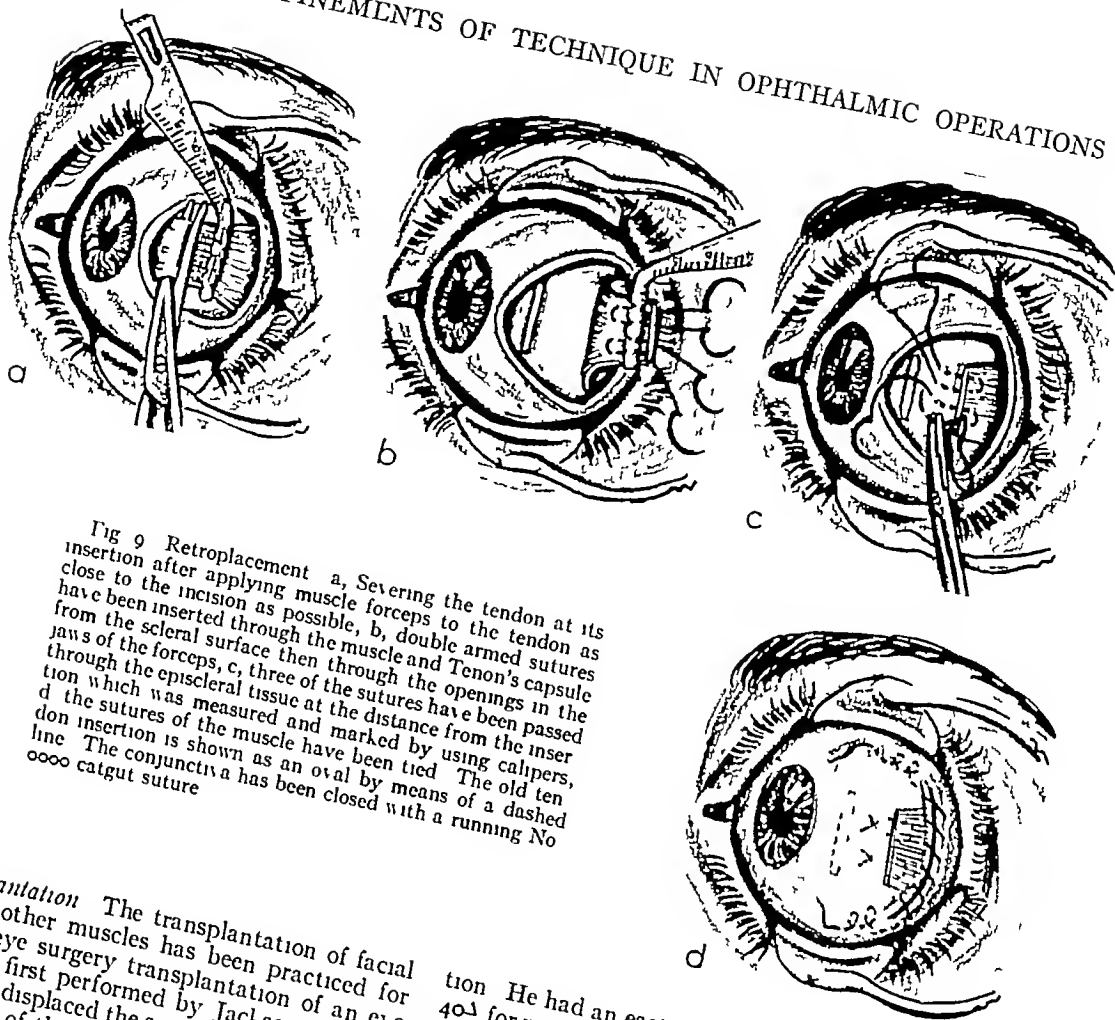 OF TECHNIQUE IN OPHTHALMIC OPERATIONS
a
b
c
Fig 9 Retroplacement a, Severing the tendon at its
insertion after applying muscle forceps to the tendon as
close to the incision as possible, b, double armed sutures
have been inserted through the muscle and Tenon's capsule
from the scleral surface then through the openings in the
jaws of the forceps, c, three of the sutures have been passed
through the episcleral tissue at the distance from the inser
tion which was measured and marked by using calipers,
d the sutures of the muscle have been tied The old ten
don insertion is shown as an oval by means of a dashed
line The conjunctiva has been closed with a running No
0000 catgut suture
d
The transplantation of facial
other muscles has been practiced for
eye surgery transplantation of an
first performed by
displaced the
of
tion He had an